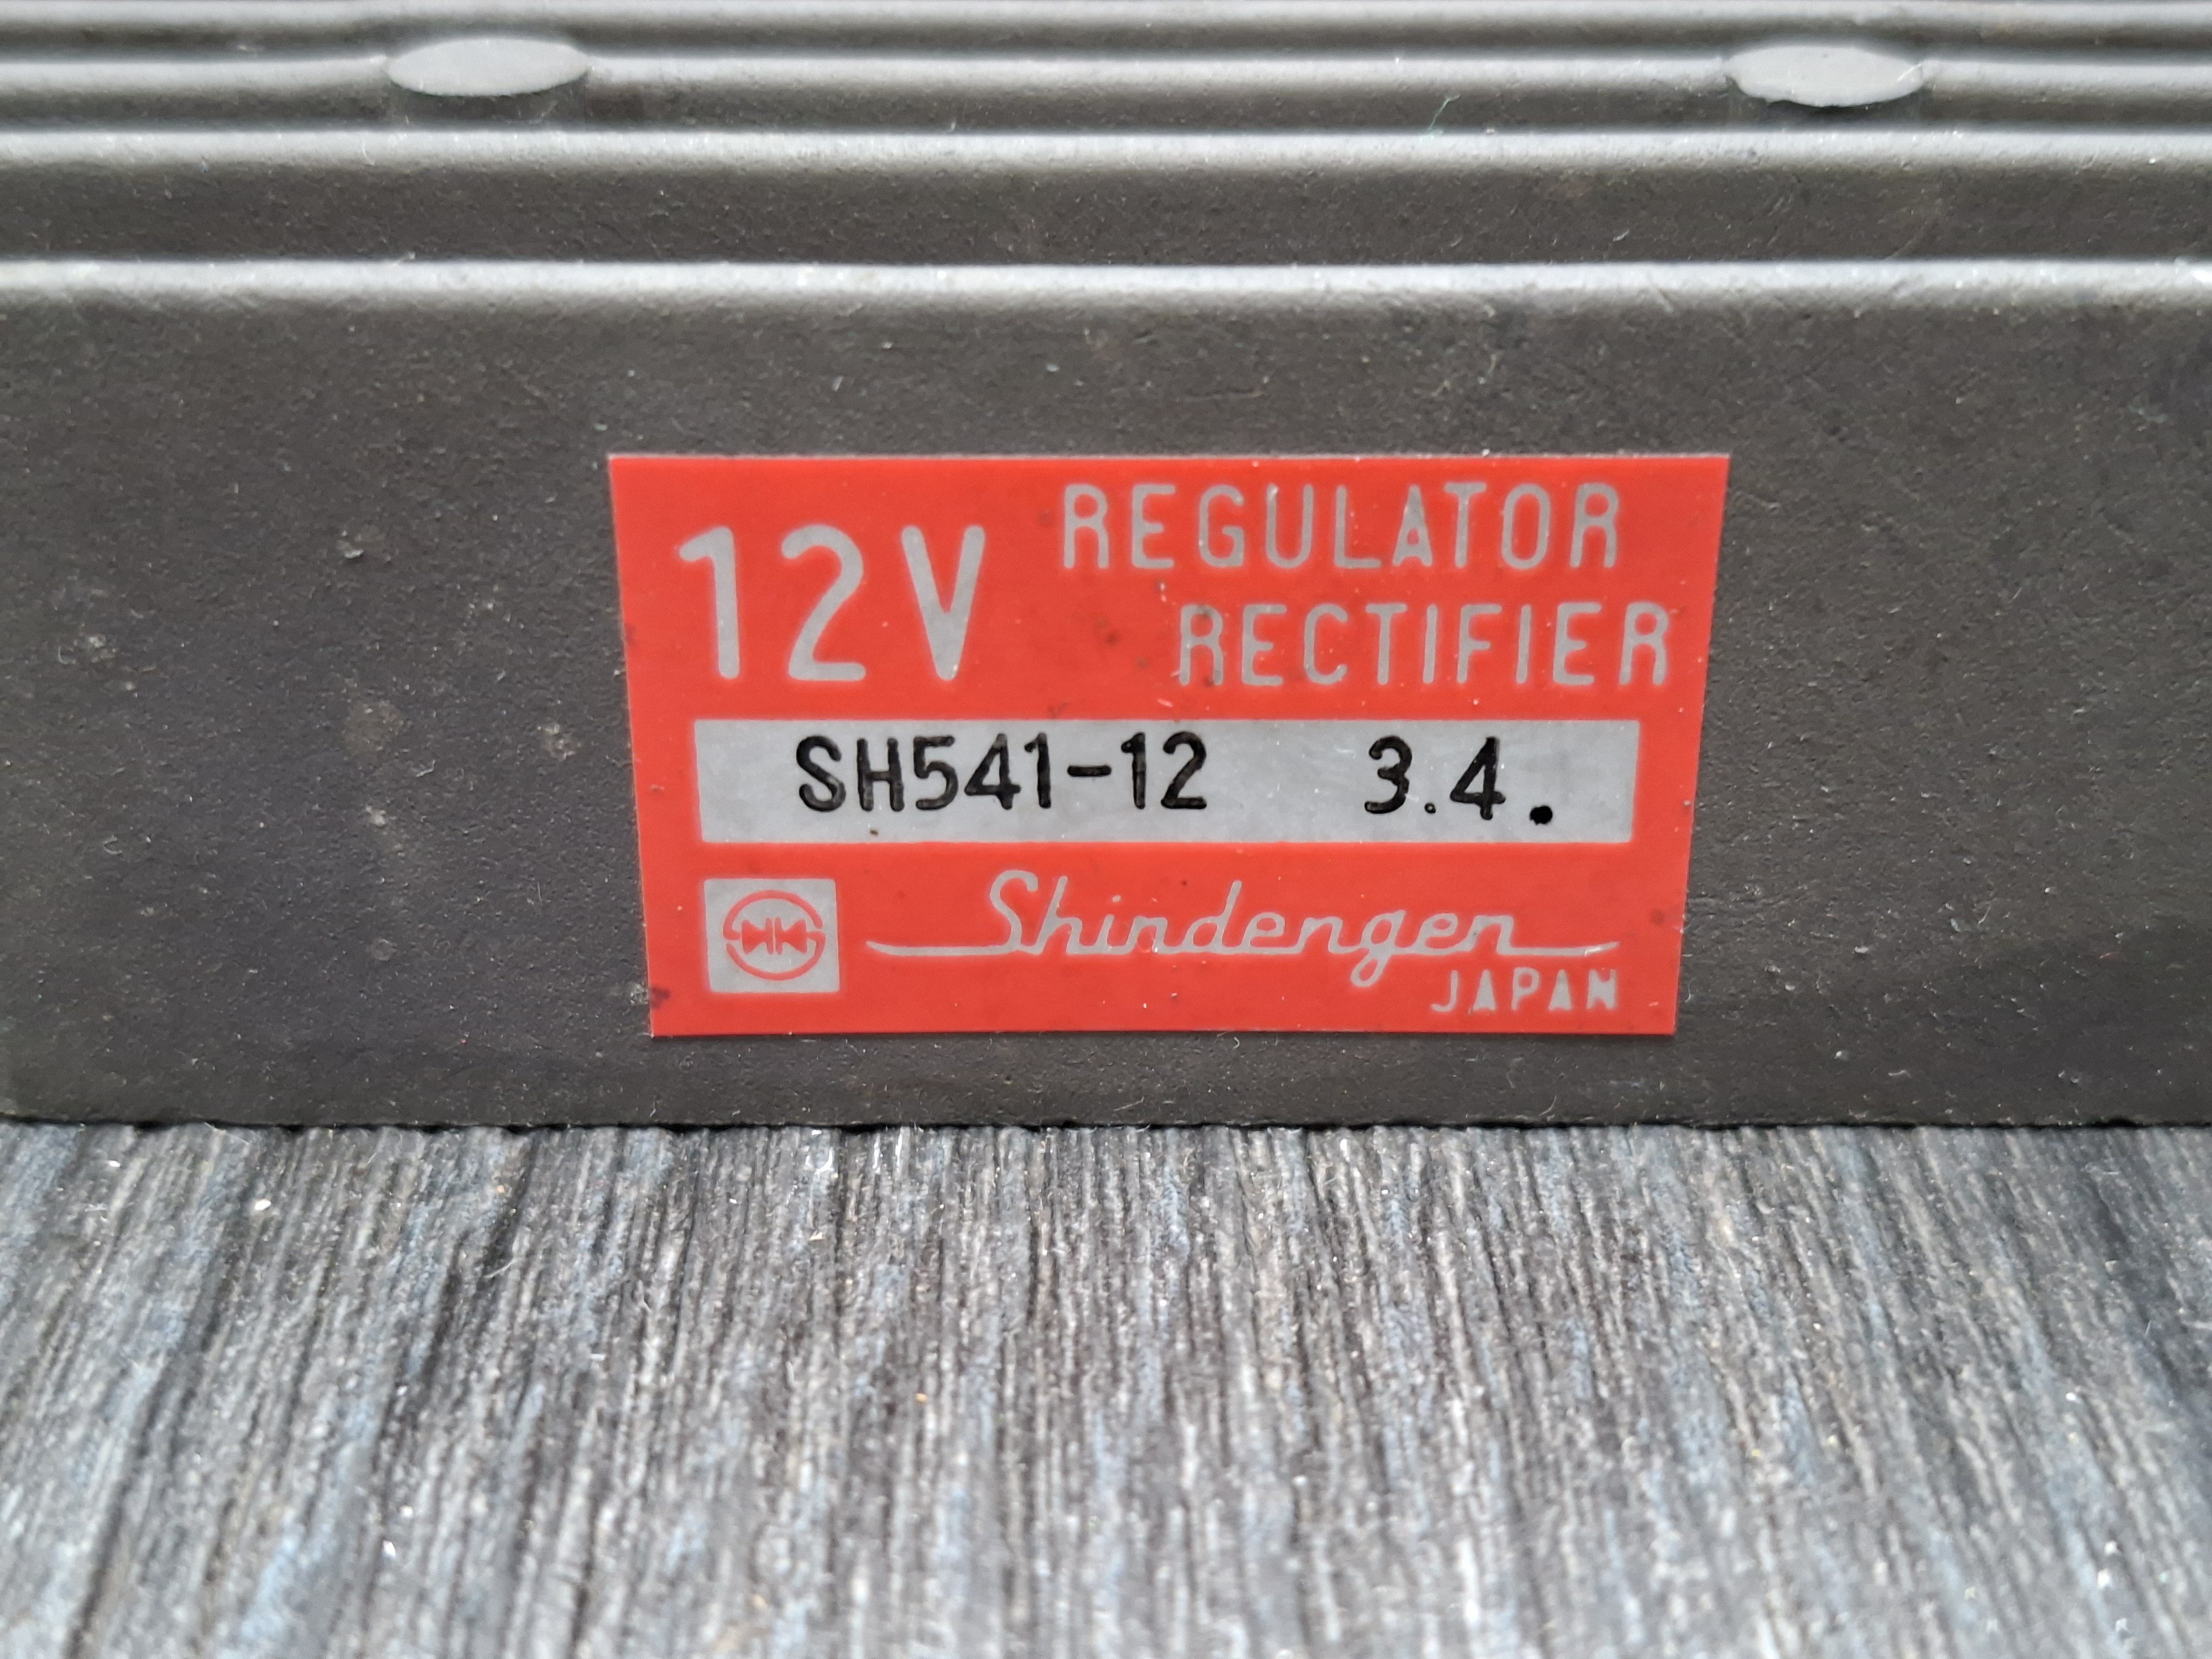 12V REGULATOR
RECTIFIER
SH541-12 3.4.
Shindengen
JAPAN